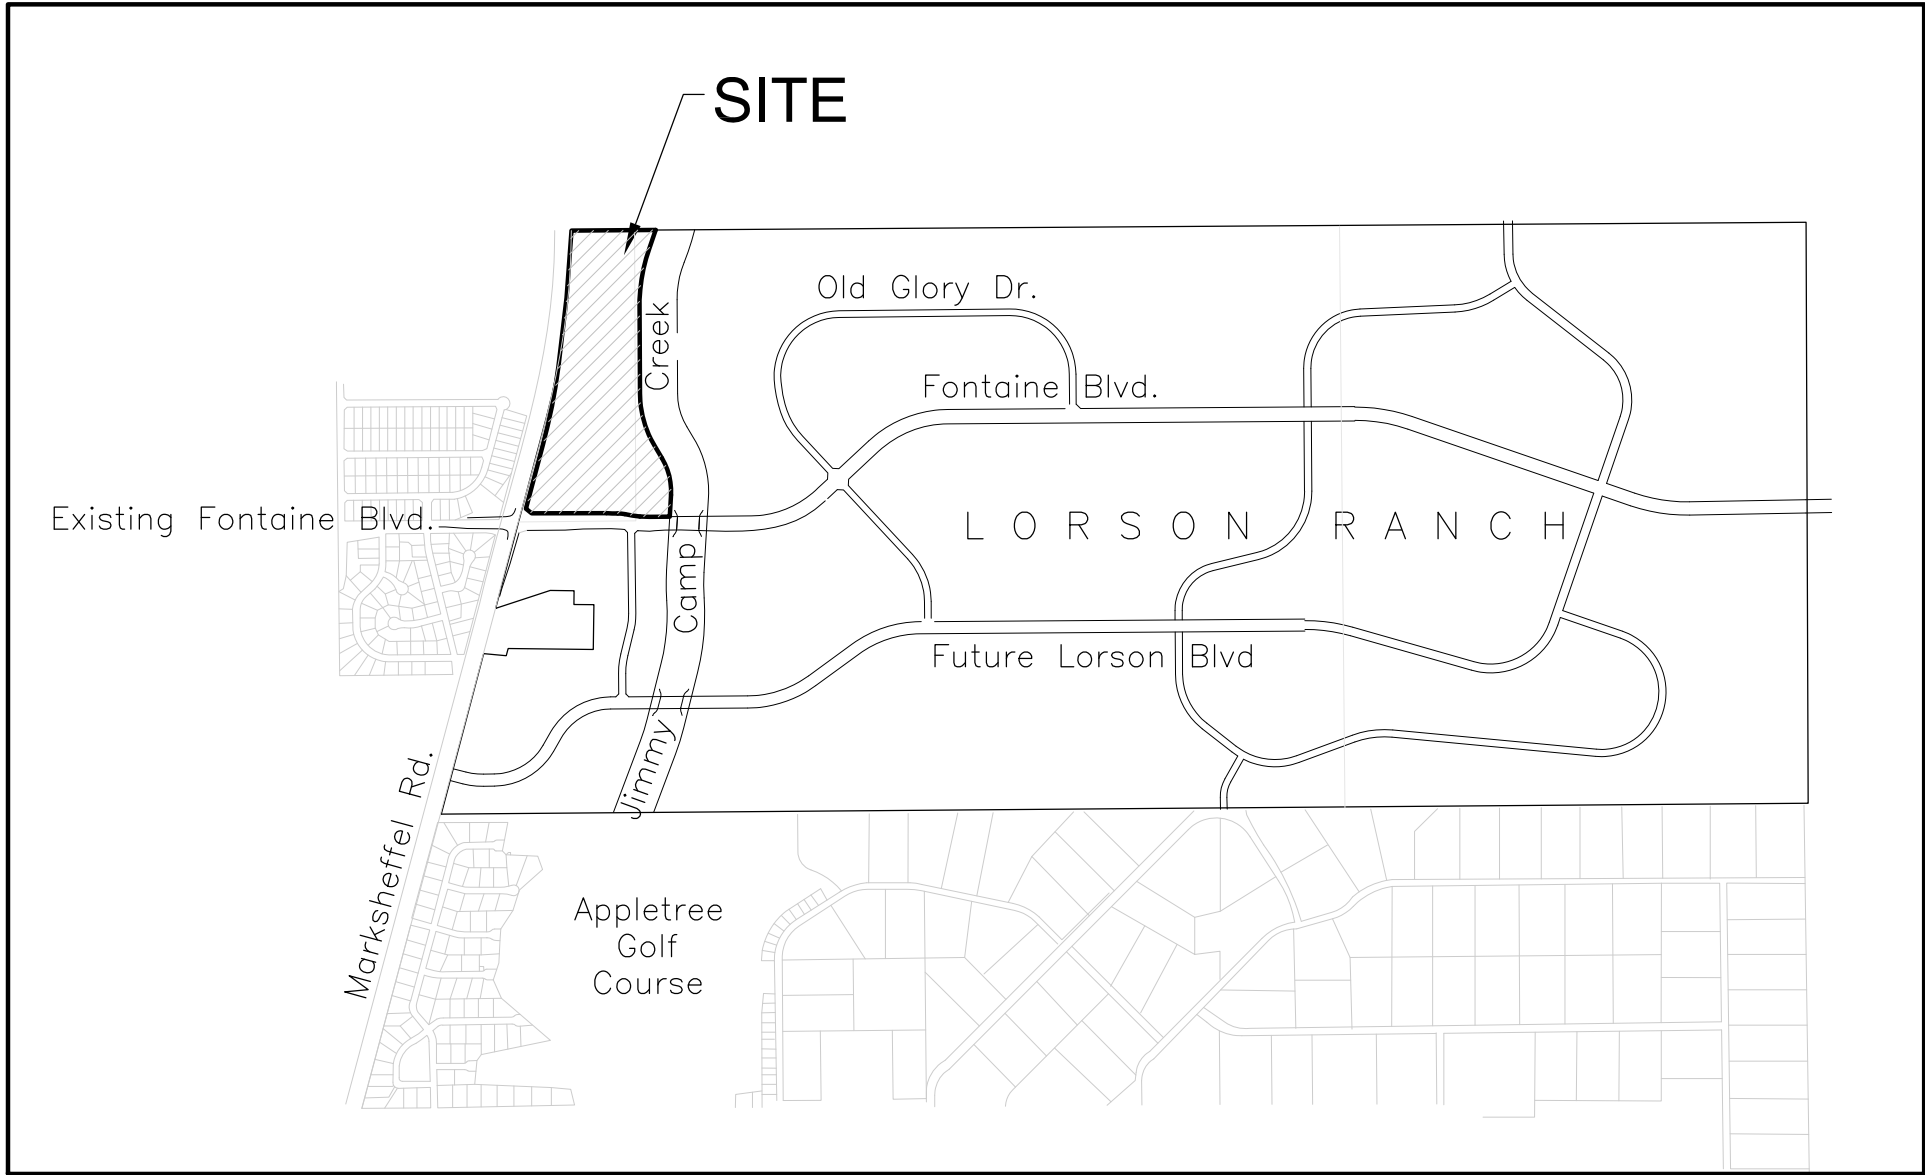 SITE
Old Glory Dr.
Creek
Fontaine Blvd.
Existing Fontaine Blvd.
LORSON RANCH
Camp
Future Lorson Blvd
Jimmy
Marksheffel Rd.
Appletree
Golf
Course